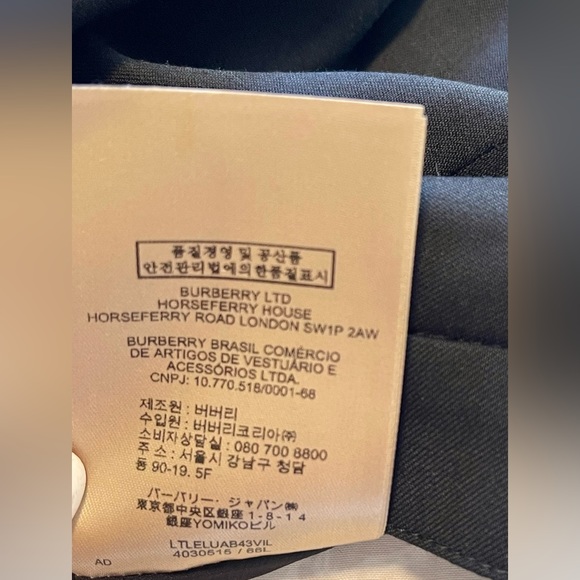 품질경영 및 공산품
안전관리법에의한품질표시
BURBERRY LTD
HORSEFERRY HOUSE
HORSEFERRY ROAD LONDON SW1P 2AW
BURBERRY BRASIL COMÉRCIO
DE ARTIGOS DE VESTUÁRIO E
ACESSÓRIOS LTDA.
CNPJ: 10.770.518/0001-68
제조원 : 버버리
수입원 : 버버리코리아㈜
소비자상담실 : 080 700 8800
주 소 : 서울시 강남구 청담
동 90-19. 5F
バーバリー・ジャパン㈱
東京都中央区銀座1-8-14
銀座YOMIKOビル
LTLELUAB43VIL
4030515 / 66L
AD